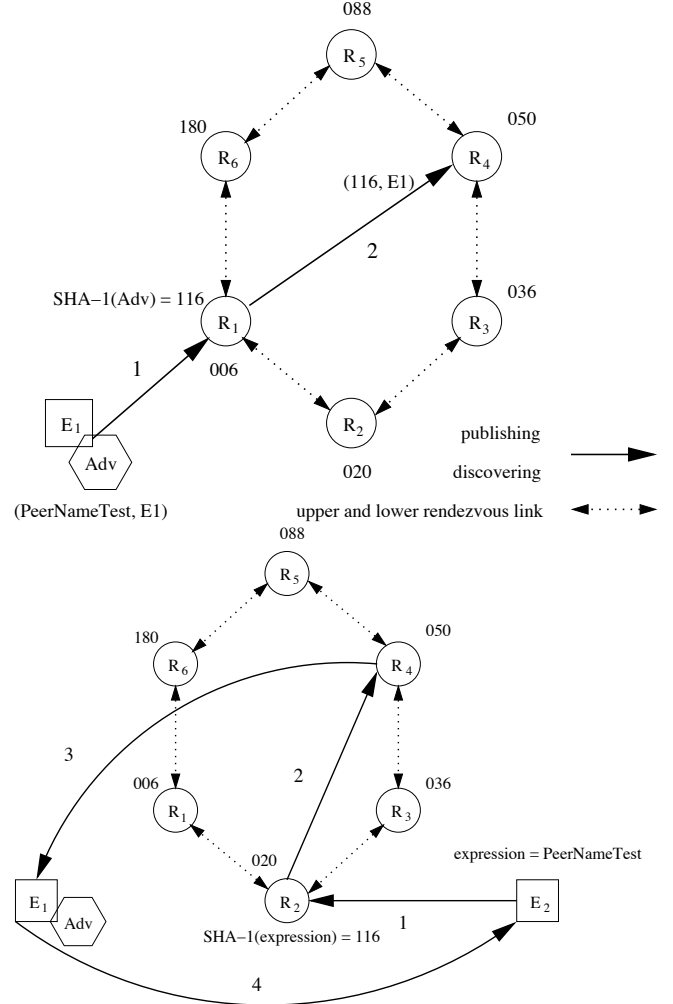 088
R5
180
050
R6
R4
(116, E1)
2
SHA–1(Adv) = 116
036
R1
R3
1
006
E1
R2
Adv
publishing
020
discovering
(PeerNameTest, E1)
upper and lower rendezvous link
088
R5
180
050
R6
R4
3
2
006
036
R1
R3
020
expression = PeerNameTest
E1
R2
E2
Adv
1
SHA–1(expression) = 116
4